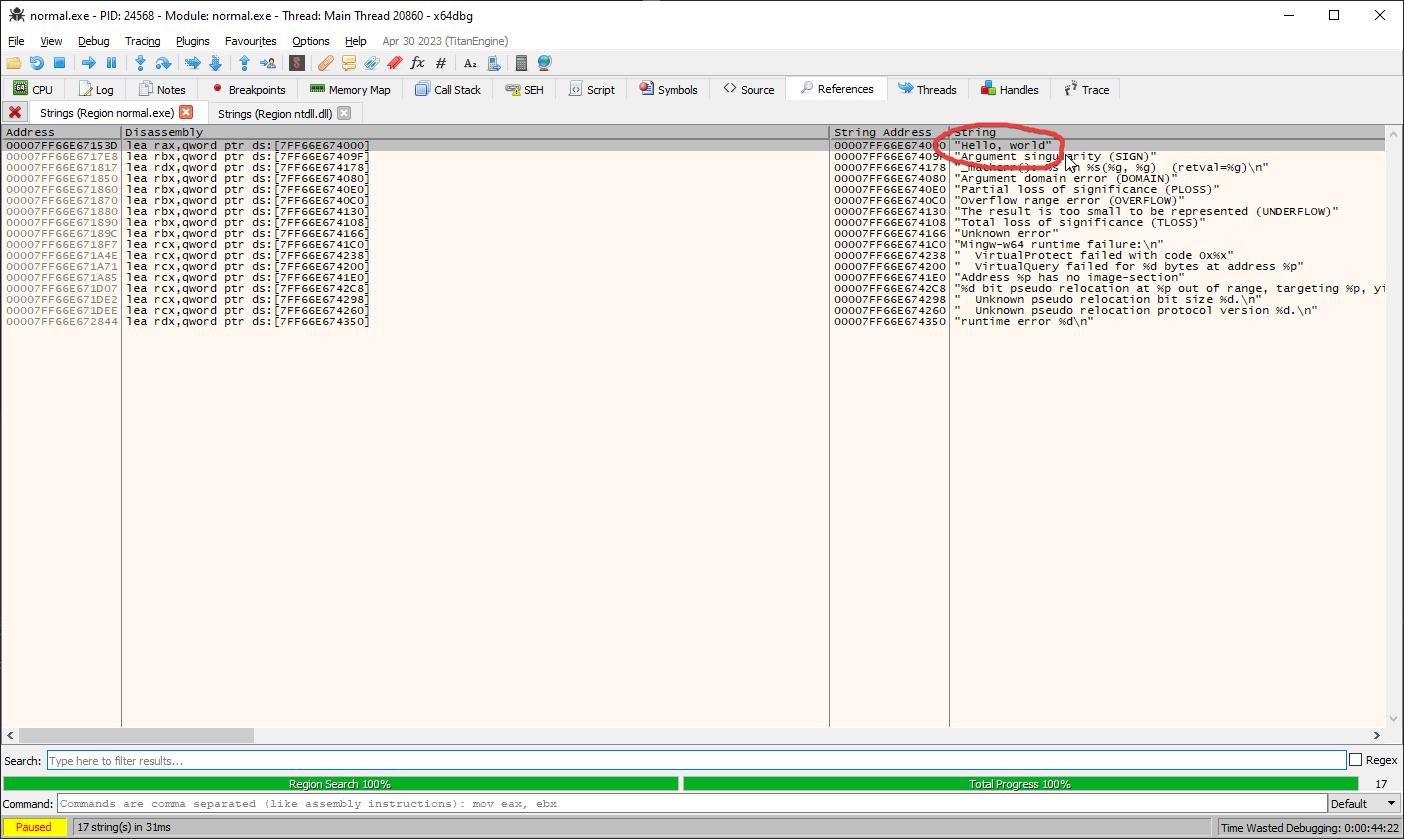 normal.exe - PID: 24568 - Module: normal.exe - Thread: Main Thread 20860 - x64dbg
File View Debug Tracing Plugins Favourites Options Help Apr 30 2023 (TitanEngine)
CPU Log Notes Breakpoints Memory Map Call Stack SEH Script Symbols Source References Threads Handles Trace
Strings (Region normal.exe) Strings (Region ntdll.dll)
Address Disassembly String Address String
00007FF66E67153D lea rax,qword ptr ds:[7FF66E674000] 00007FF66E674000 "Hello, world"
00007FF66E6717E8 lea rbx,qword ptr ds:[7FF66E67409F] 00007FF66E67409F "Argument singularity (SIGN)"
00007FF66E671817 lea rdx,qword ptr ds:[7FF66E674178] 00007FF66E674178 "_matherr(): %s in %s(%g, %g)  (retval=%g)\n"
00007FF66E671850 lea rbx,qword ptr ds:[7FF66E674080] 00007FF66E674080 "Argument domain error (DOMAIN)"
00007FF66E671860 lea rbx,qword ptr ds:[7FF66E6740E0] 00007FF66E6740E0 "Partial loss of significance (PLOSS)"
00007FF66E671870 lea rbx,qword ptr ds:[7FF66E6740C0] 00007FF66E6740C0 "Overflow range error (OVERFLOW)"
00007FF66E671880 lea rbx,qword ptr ds:[7FF66E674130] 00007FF66E674130 "The result is too small to be represented (UNDERFLOW)"
00007FF66E671890 lea rbx,qword ptr ds:[7FF66E674108] 00007FF66E674108 "Total loss of significance (TLOSS)"
00007FF66E67189C lea rbx,qword ptr ds:[7FF66E674166] 00007FF66E674166 "Unknown error"
00007FF66E6718F7 lea rcx,qword ptr ds:[7FF66E6741C0] 00007FF66E6741C0 "Mingw-w64 runtime failure:\n"
00007FF66E671A4E lea rcx,qword ptr ds:[7FF66E674238] 00007FF66E674238 "  VirtualProtect failed with code 0x%x"
00007FF66E671A71 lea rcx,qword ptr ds:[7FF66E674200] 00007FF66E674200 "  VirtualQuery failed for %d bytes at address %p"
00007FF66E671A85 lea rcx,qword ptr ds:[7FF66E6741E0] 00007FF66E6741E0 "Address %p has no image-section"
00007FF66E671D07 lea rcx,qword ptr ds:[7FF66E6742C8] 00007FF66E6742C8 "%d bit pseudo relocation at %p out of range, targeting %p, yi
00007FF66E671DE2 lea rcx,qword ptr ds:[7FF66E674298] 00007FF66E674298 "  Unknown pseudo relocation bit size %d.\n"
00007FF66E671DEE lea rcx,qword ptr ds:[7FF66E674260] 00007FF66E674260 "  Unknown pseudo relocation protocol version %d.\n"
00007FF66E672844 lea rdx,qword ptr ds:[7FF66E674350] 00007FF66E674350 "runtime error %d\n"
Search: Type here to filter results... Regex
Region Search 100% Total Progress 100% 17
Command: Commands are comma separated (like assembly instructions): mov eax, ebx Default
Paused 17 string(s) in 31ms Time Wasted Debugging: 0:00:44:22